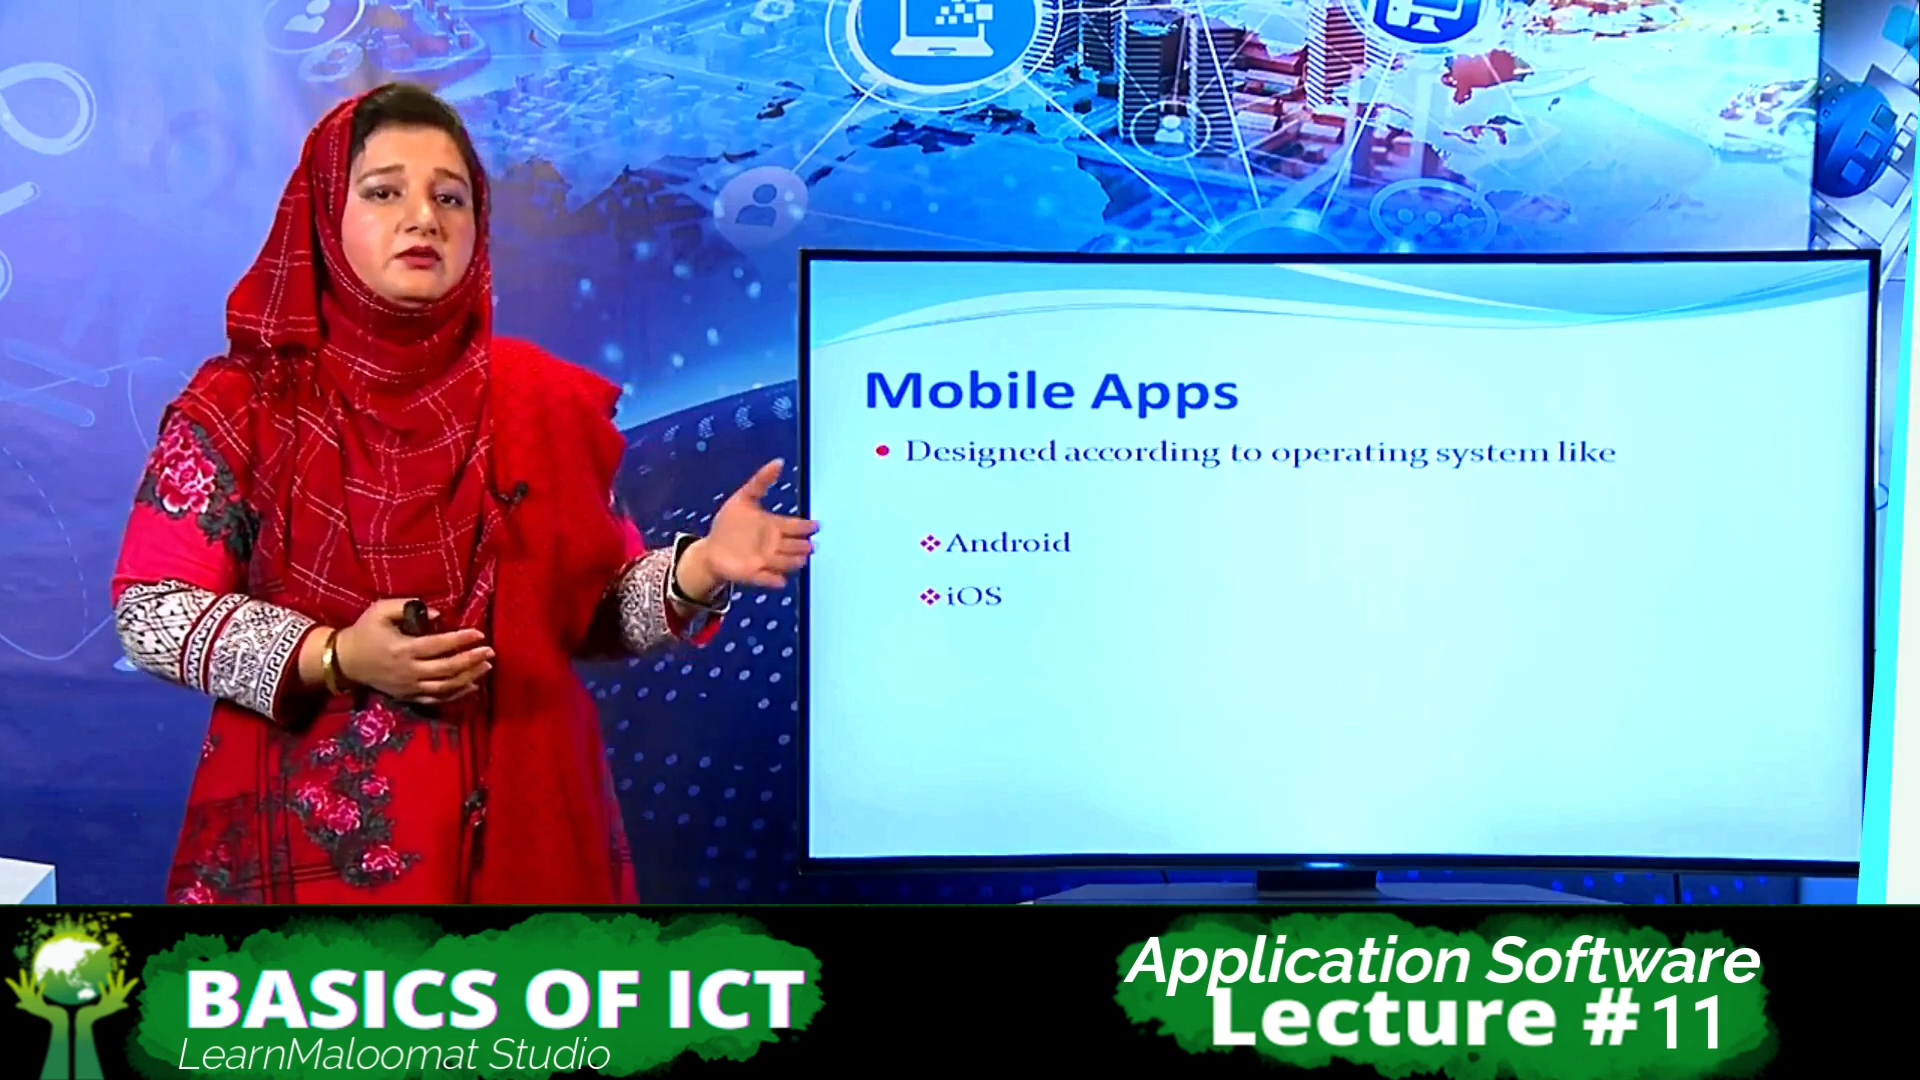 Mobile Apps
Designed according to operating system like
Android
iOS
BASICS OF ICT
LearnMaloomat Studio
Application Software
Lecture # 11